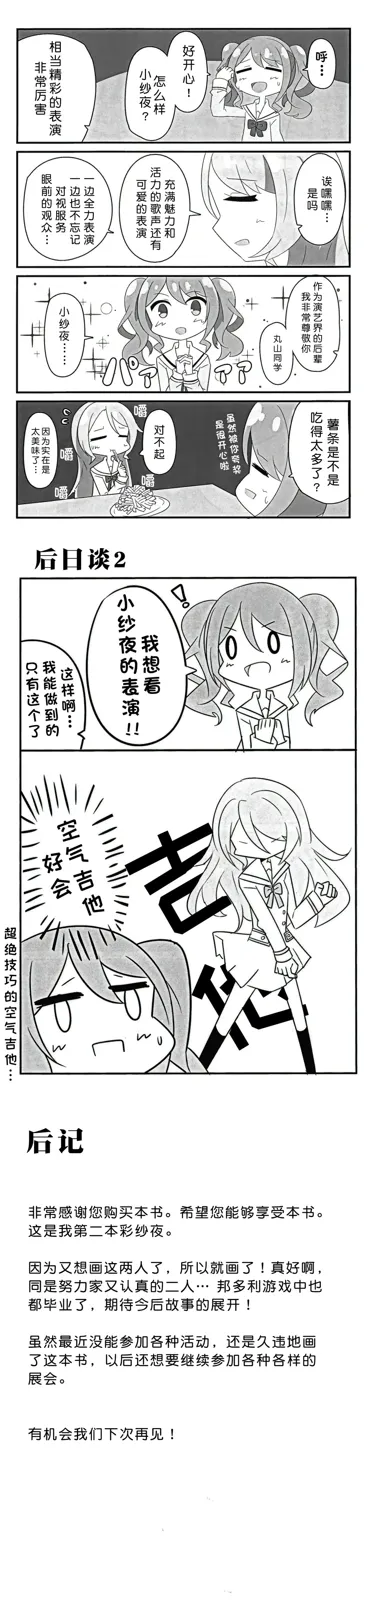 呼…
好开心！
怎么样
小纱夜？
相当精彩的表演
非常厉害
诶嘿嘿…
是吗
充满魅力和
活力的歌声还有
可爱的表演
一边全力表演
一边也不忘记
对视服务
眼前的观众…
作为演艺界的后辈
我非常尊敬你
丸山同学
小纱夜……
パアア
薯条是不是
吃得太多了？
虽然被你夸奖
是很开心啦
对不起
嚼
嚼
嚼
因为实在是
太美味了…
后日谈2
我想看
小纱夜的表演!!
这样啊…
我能做到的
只有这个了
吉他
空气吉他
好会
超绝技巧的空气吉他…
后记
非常感谢您购买本书。希望您能够享受本书。
这是我第二本彩纱夜。
因为又想画这两人了，所以就画了！真好啊，
同是努力家又认真的二人… 邦多利游戏中也
都毕业了，期待今后故事的展开！
虽然最近没能参加各种活动，还是久违地画
了这本书，以后还想要继续参加各种各样的
展会。
有机会我们下次再见！